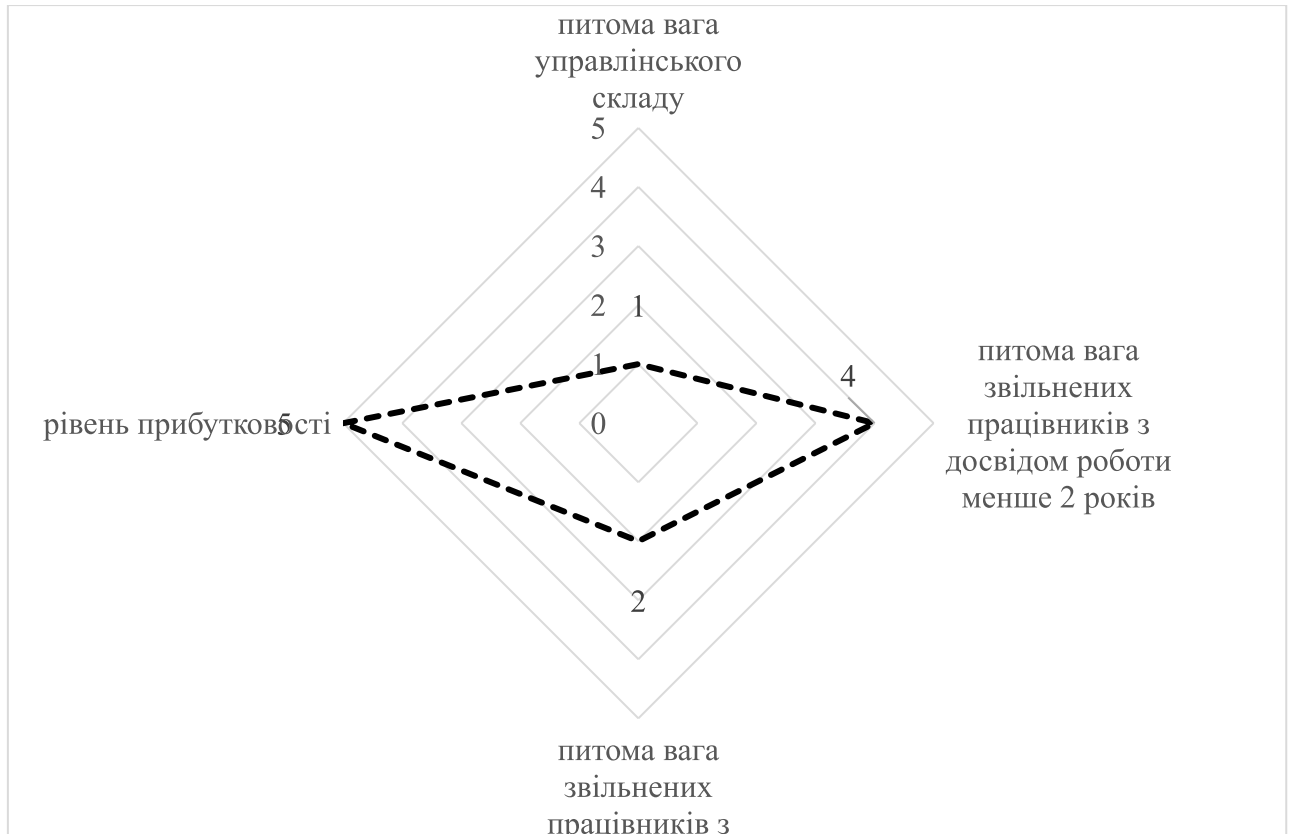 питома вага
управлінського
складу
5
4
3
2
1
1
0
4
питома вага
звільнених
працівників з
досвідом роботи
менше 2 років
рівень прибутковості
5
2
питома вага
звільнених
працівників з